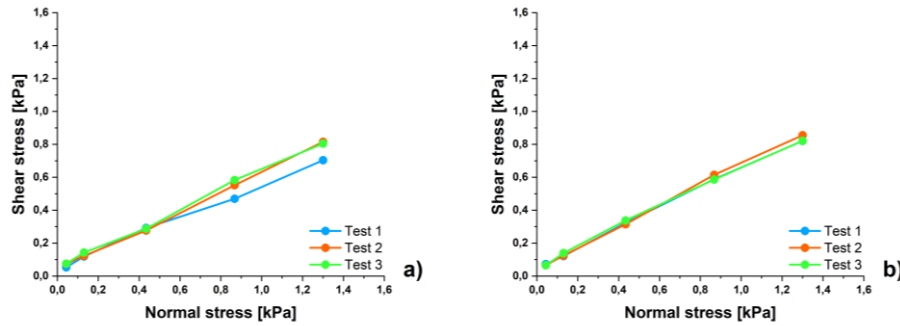 1,6
1,4
1,2
1,0
0,8
0,6
0,4
0,2
0,0
Shear stress [kPa]
0,0 0,2 0,4 0,6 0,8 1,0 1,2 1,4 1,6
Normal stress [kPa]
Test 1
Test 2
Test 3
a)
1,6
1,4
1,2
1,0
0,8
0,6
0,4
0,2
0,0
Shear stress [kPa]
0,0 0,2 0,4 0,6 0,8 1,0 1,2 1,4 1,6
Normal stress [kPa]
Test 1
Test 2
Test 3
b)